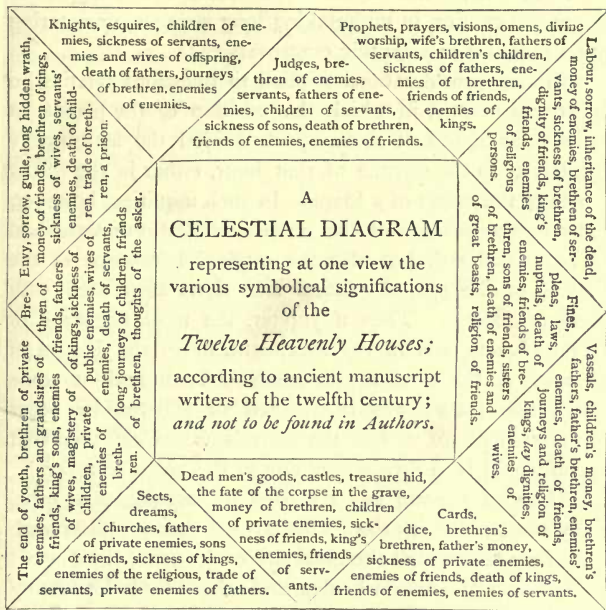 Knights, esquires, children of ene-
mies, sickness of servants, ene-
mies and wives of offspring,
death of fathers, journeys
of brethren, enemies
of enemies.
Judges, bre-
thren of enemies,
servants, fathers of ene-
mies, children of servants,
sickness of sons, death of brethren,
friends of enemies, enemies of friends.
Prophets, prayers, visions, omens, divine
worship, wife's brethren, fathers of
servants, children's children,
sickness of fathers, ene-
mies of brethren,
friends of friends,
enemies of
kings.
Labour, sorrow, inheritance of the dead,
money of enemies, brethren of ser-
vants, sickness of brethren,
dignity of friends, king's
friends, enemies
of religious
persons.
Envy, sorrow, guile, long hidden wrath,
money of friends, brethren of kings,
sickness of wives, servants'
enemies, death of child-
ren, trade of breth-
ren, a prison.
Bre-
thren of
friends, fathers
of kings, sickness of
public enemies, wives of
enemies, death of servants,
long journeys of children, friends
of brethren, thoughts of the asker.
A
CELESTIAL DIAGRAM
representing at one view the
various symbolical significations
of the
Twelve Heavenly Houses;
according to ancient manuscript
writers of the twelfth century;
and not to be found in Authors.
Fines,
pleas, laws,
nuptials, death of
enemies, friends of bre-
thren, sons of friends, sisters
of brethren, death of enemies and
of great beasts, religion of friends.
The end of youth, brethren of private
enemies, fathers and grandsires of
friends, king's sons, enemies
of wives, magistery of
children, private
enemies of
breth-
ren.
Sects,
dreams,
churches, fathers
of private enemies, sons
of friends, sickness of kings,
enemies of the religious, trade of
servants, private enemies of fathers.
Dead men's goods, castles, treasure hid,
the fate of the corpse in the grave,
money of brethren, children
of private enemies, sick-
ness of friends, king's
enemies, friends
of serv-
ants.
Cards,
dice, brethren's
brethren, father's money,
sickness of private enemies,
enemies of friends, death of kings,
friends of enemies, enemies of servants.
Vassals, children's money, brethren's
fathers, father's brethren, enemies'
enemies, death of friends,
journeys and religion of
kings, lay dignities,
enemies of
wives.